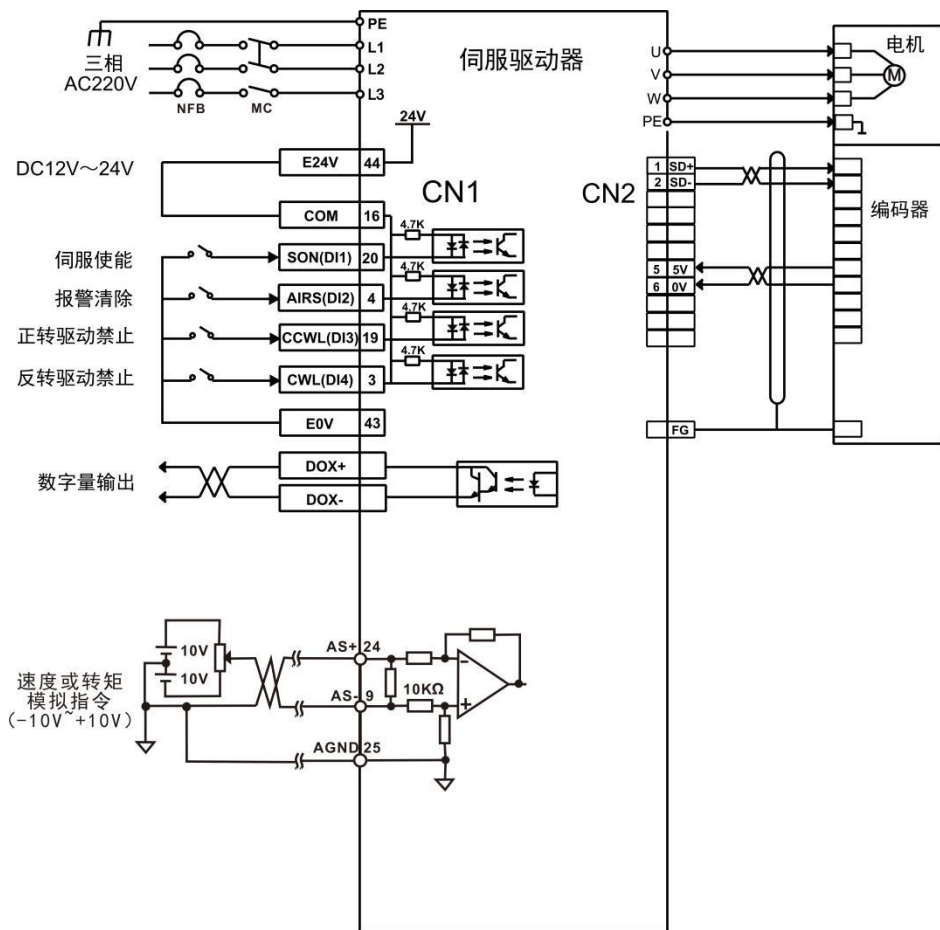 PE
L1
L2
L3
三相
AC220V
NFB
MC
伺服驱动器
U
V
W
PE
电机
M
24V
DC12V～24V
E24V 44
COM 16
CN1
4.7K
伺服使能
SON(DI1) 20
4.7K
报警清除
AIRS(DI2) 4
4.7K
正转驱动禁止
CCWL(DI3) 19
4.7K
反转驱动禁止
CWL(DI4) 3
E0V 43
数字量输出
DOX+
DOX-
CN2
1 SD+
2 SD-
5 5V
6 0V
FG
编码器
10V
10V
速度或转矩
模拟指令
(-10V~+10V)
AS+ 24
AS- 9
AGND 25
10KΩ
-
+